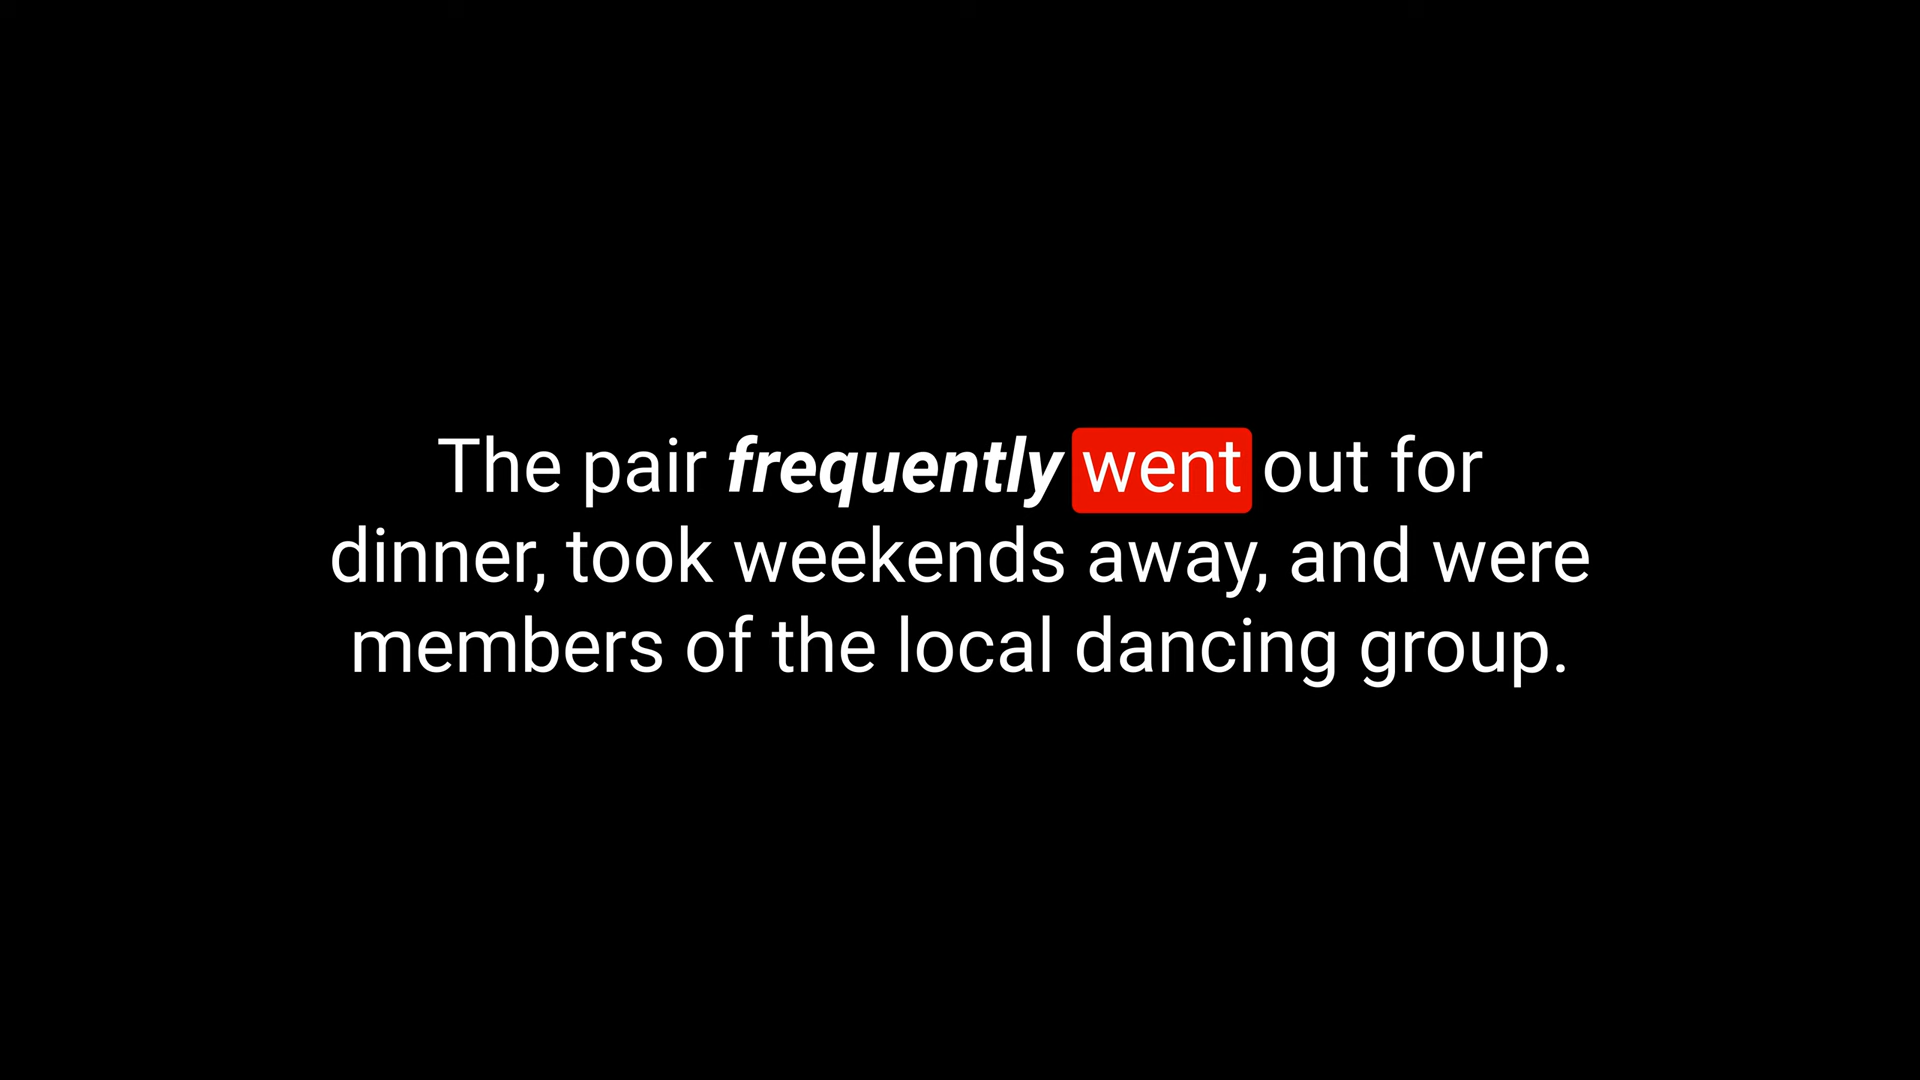 The pair frequently went out for
dinner, took weekends away, and were
members of the local dancing group.